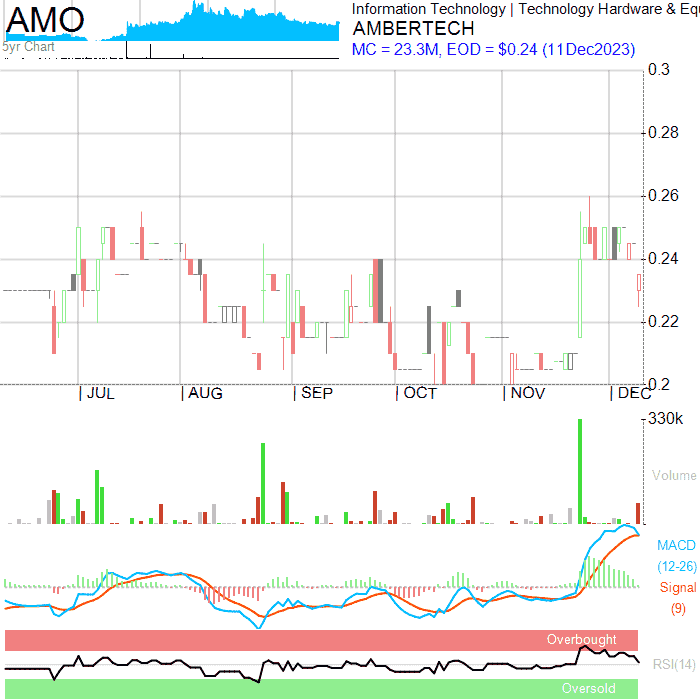 AMO
5yr Chart
Information Technology | Technology Hardware & Equ
AMBERTECH
MC = 23.3M, EOD = $0.24 (11Dec2023)
0.3
0.28
0.26
0.24
0.22
0.2
JUL
AUG
SEP
OCT
NOV
DEC
330k
Volume
MACD
(12-26)
Signal
(9)
Overbought
RSI(14)
Oversold